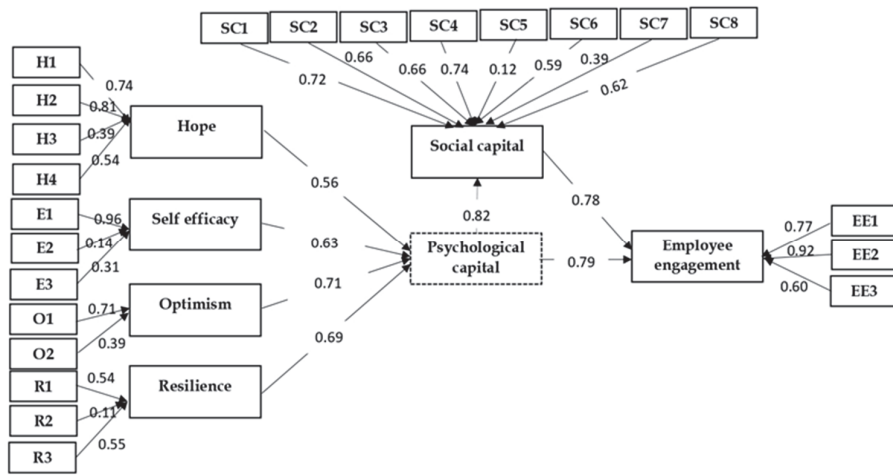 SC1 SC2 SC3 SC4 SC5 SC6 SC7 SC8
0.72 0.66 0.66 0.74 0.12 0.59 0.39 0.62
H1
H2
H3
H4
0.74
0.81
0.39
0.54
Hope
E1
E2
E3
0.96
0.14
0.31
Self efficacy
O1
O2
0.71
0.39
Optimism
R1
R2
R3
0.54
0.11
0.55
Resilience
0.56
0.63
0.71
0.69
Social capital
0.82
Psychological
capital
0.78
0.79
Employee
engagement
0.77
0.92
0.60
EE1
EE2
EE3